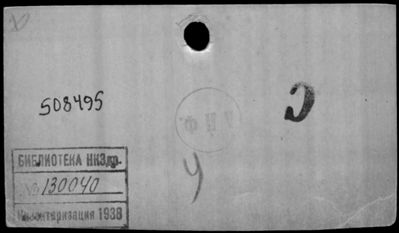 508495
БИБЛИОТЕКА НКЗдр.
№ 130040
Инвентаризация 1938